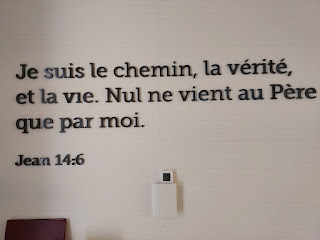 Je suis le chemin, la vérité,
et la vie. Nul ne vient au Père
que par moi.
Jean 14:6